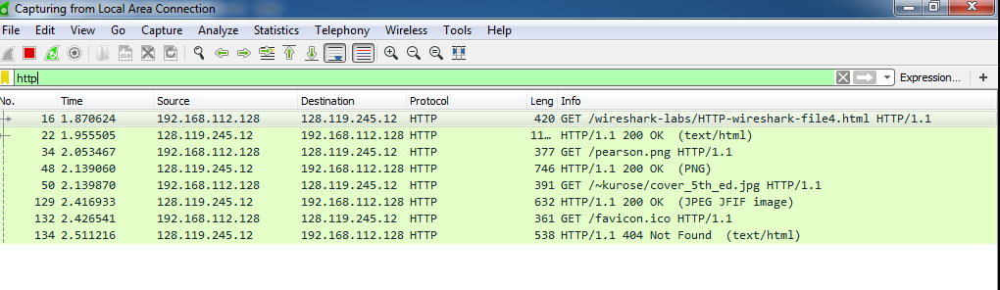 Capturing from Local Area Connection
File Edit View Go Capture Analyze Statistics Telephony Wireless Tools Help
http Expression... +
No. Time Source Destination Protocol Leng Info
16 1.870624 192.168.112.128 128.119.245.12 HTTP 420 GET /wireshark-labs/HTTP-wireshark-file4.html HTTP/1.1
22 1.955505 128.119.245.12 192.168.112.128 HTTP 11… HTTP/1.1 200 OK (text/html)
34 2.053467 192.168.112.128 128.119.245.12 HTTP 377 GET /pearson.png HTTP/1.1
48 2.139060 128.119.245.12 192.168.112.128 HTTP 746 HTTP/1.1 200 OK (PNG)
50 2.139870 192.168.112.128 128.119.245.12 HTTP 391 GET /~kurose/cover_5th_ed.jpg HTTP/1.1
129 2.416933 128.119.245.12 192.168.112.128 HTTP 632 HTTP/1.1 200 OK (JPEG JFIF image)
132 2.426541 192.168.112.128 128.119.245.12 HTTP 361 GET /favicon.ico HTTP/1.1
134 2.511216 128.119.245.12 192.168.112.128 HTTP 538 HTTP/1.1 404 Not Found (text/html)